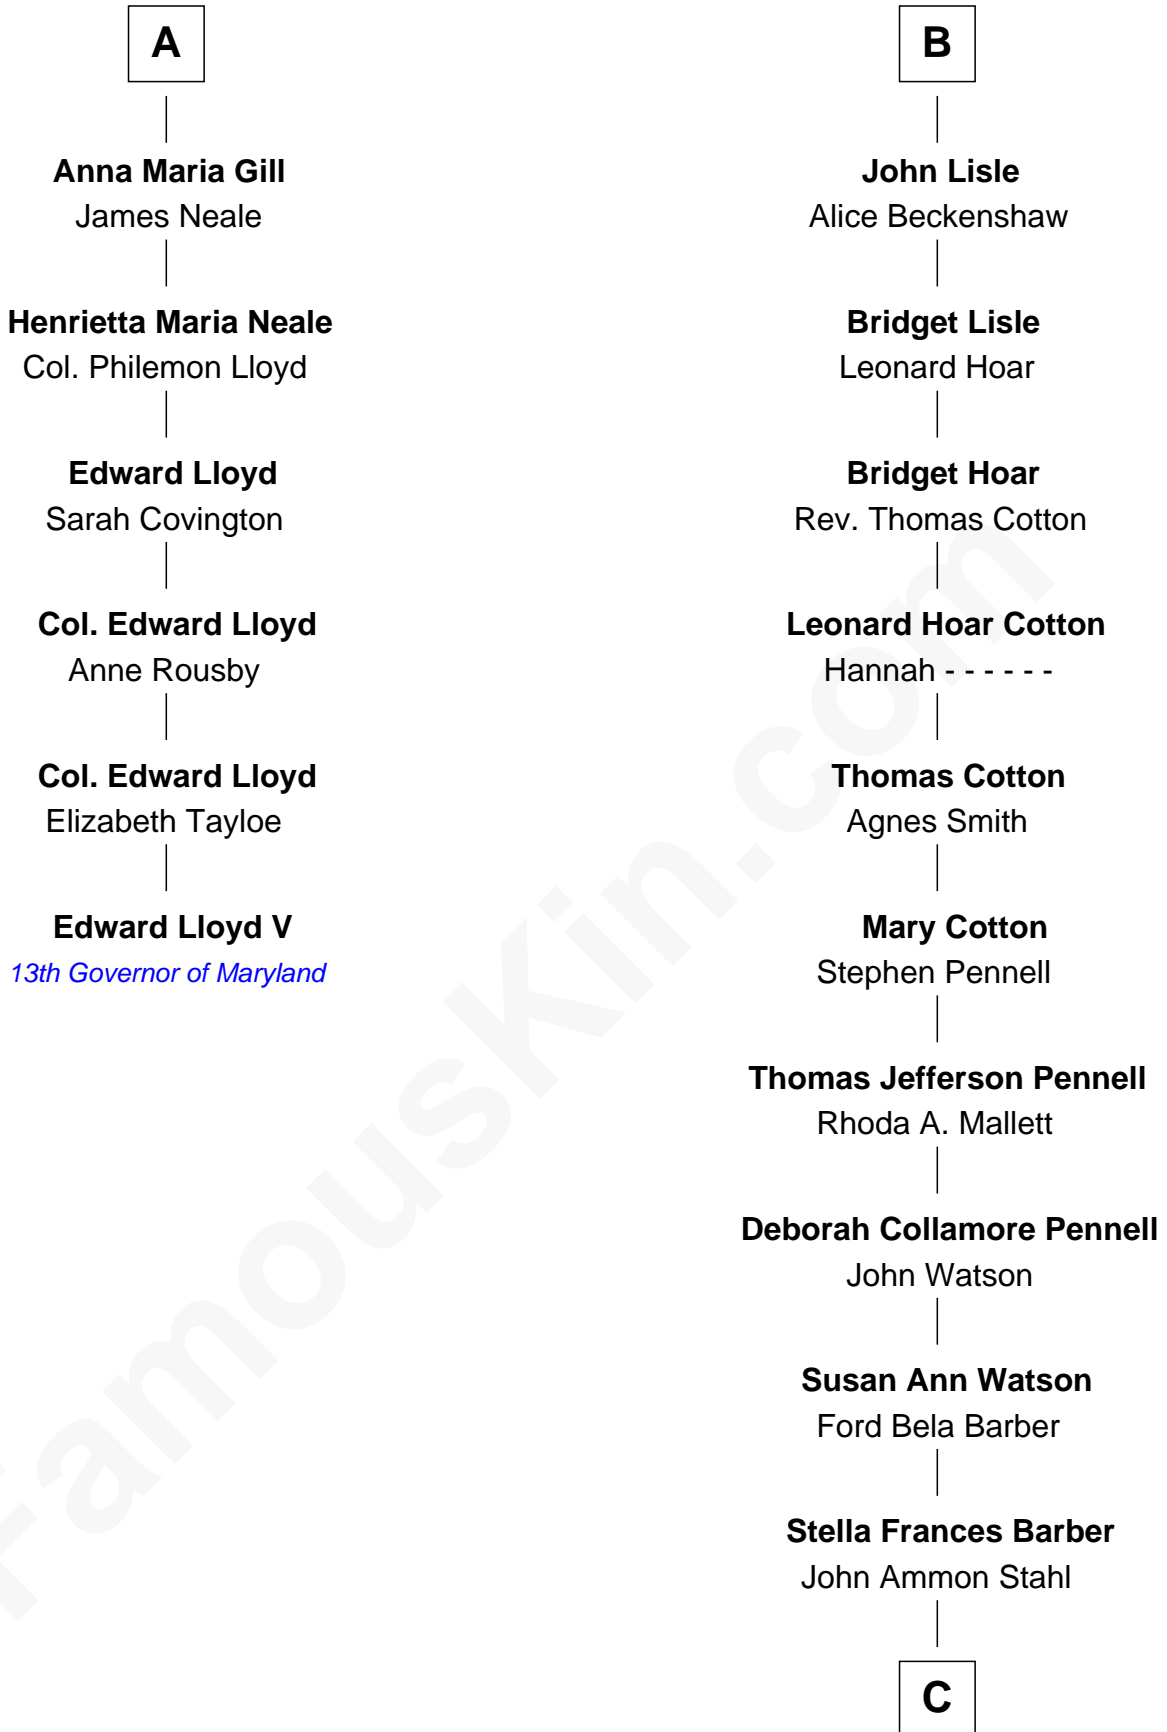 A
Anna Maria Gill
James Neale
Henrietta Maria Neale
Col. Philemon Lloyd
Edward Lloyd
Sarah Covington
Col. Edward Lloyd
Anne Rousby
Col. Edward Lloyd
Elizabeth Tayloe
Edward Lloyd V
13th Governor of Maryland
B
John Lisle
Alice Beckenshaw
Bridget Lisle
Leonard Hoar
Bridget Hoar
Rev. Thomas Cotton
Leonard Hoar Cotton
Hannah - - - - - -
Thomas Cotton
Agnes Smith
Mary Cotton
Stephen Pennell
Thomas Jefferson Pennell
Rhoda A. Mallett
Deborah Collamore Pennell
John Watson
Susan Ann Watson
Ford Bela Barber
Stella Frances Barber
John Ammon Stahl
C
FamousKin.com